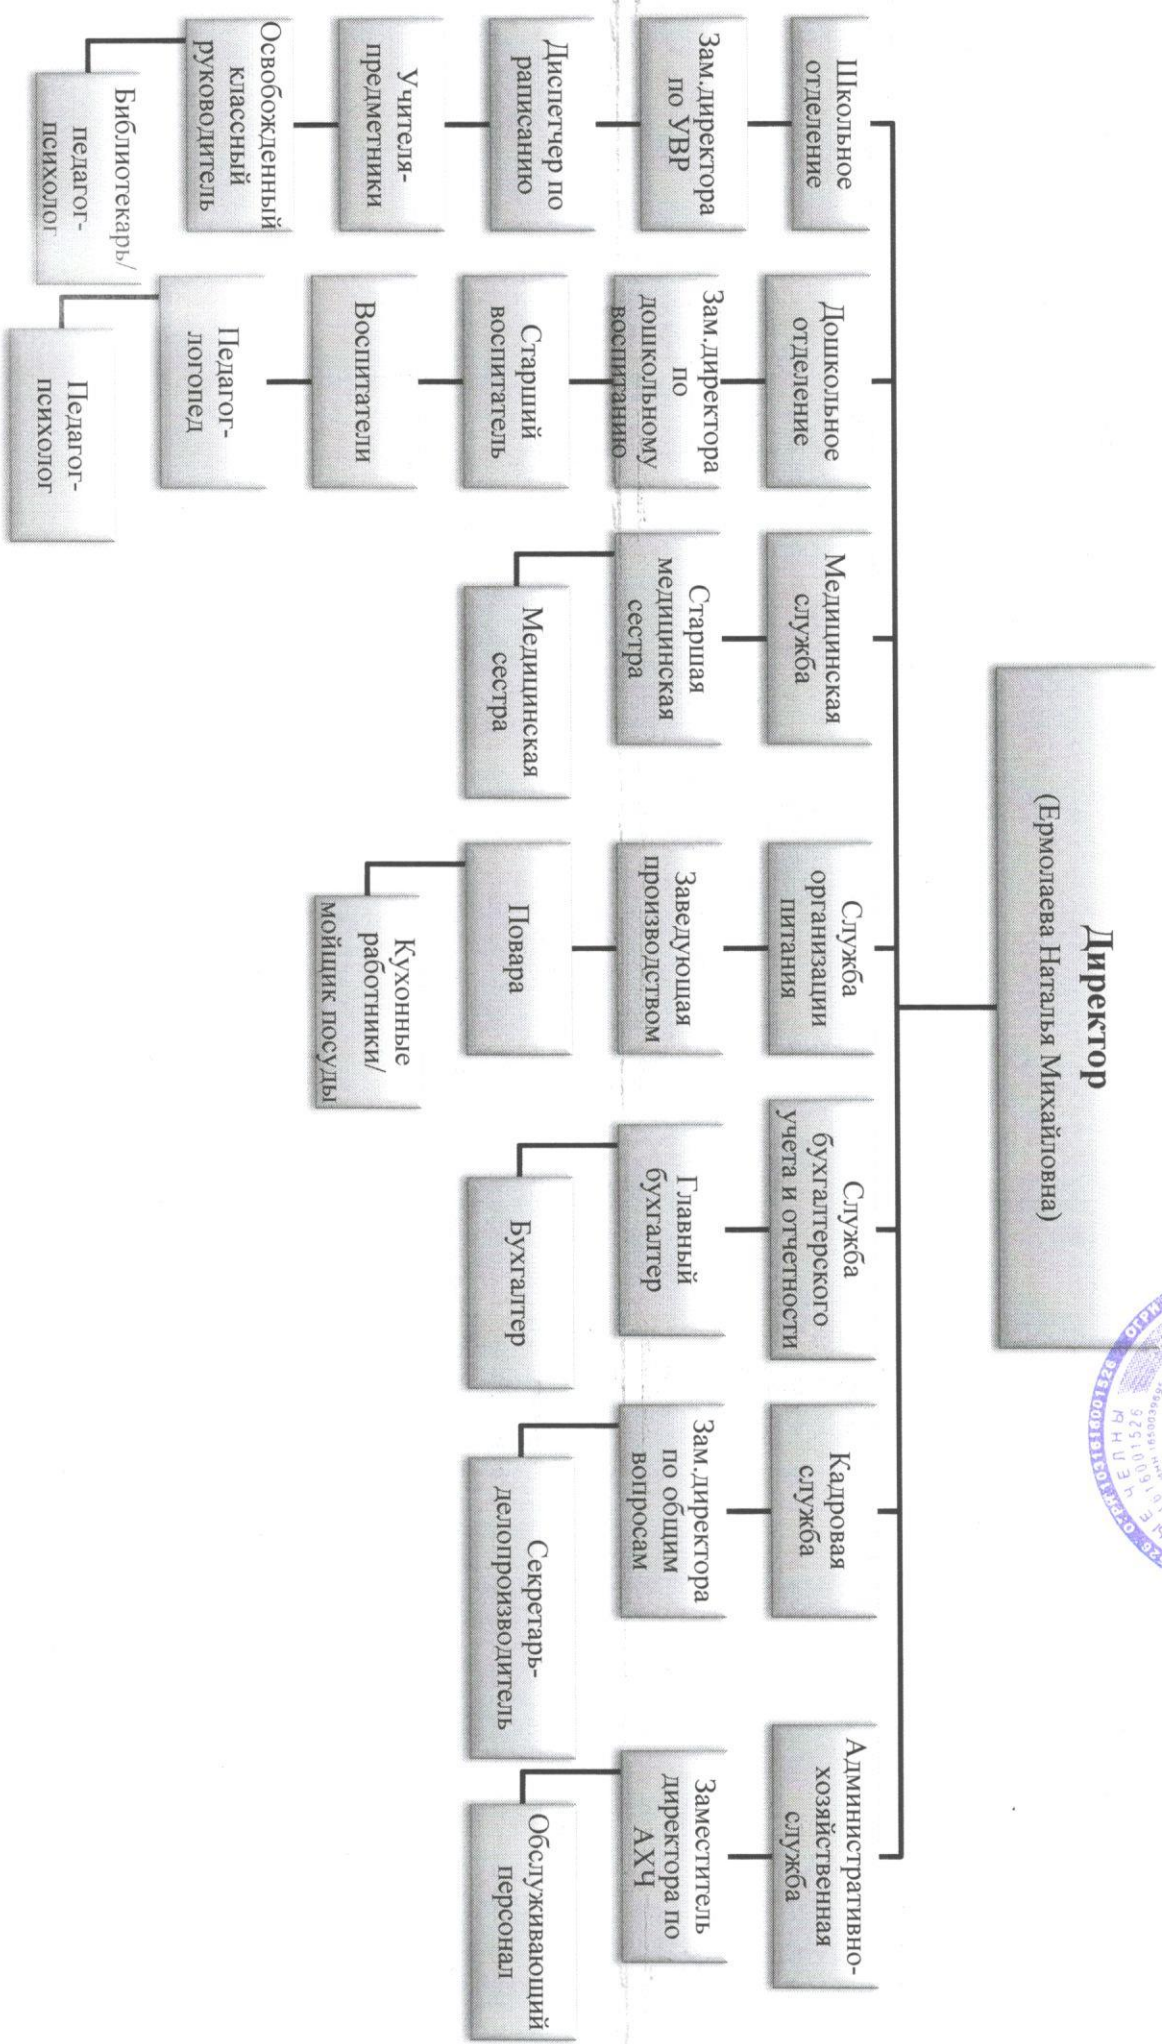 Директор
(Ермолаева Наталья Михайловна)
Школьное
отделение
Зам.директора
по УВР
Диспетчер по
раписанию
Учителя-
предметники
Освобожденный
классный
руководитель
Библиотекарь/
педагог-
психолог
Дошкольное
отделение
Зам.директора
по
дошкольному
воспитанию
Старший
воспитатель
Воспитатели
Педагог-
логопед
Педагог-
психолог
Медицинская
служба
Старшая
медицинская
сестра
Медицинская
сестра
Служба
организации
питания
Заведующая
производством
Повара
Кухонные
работники/
мойщик посуды
Служба
бухгалтерского
учета и отчетности
Главный
бухгалтер
Бухгалтер
Кадровая
служба
Зам.директора
по общим
вопросам
Секретарь-
делопроизводитель
Административно-
хозяйственная
служба
Заместитель
директора по
АХЧ
Обслуживающий
персонал
ОГРН 1031616001526
ЧЕЛНЫ